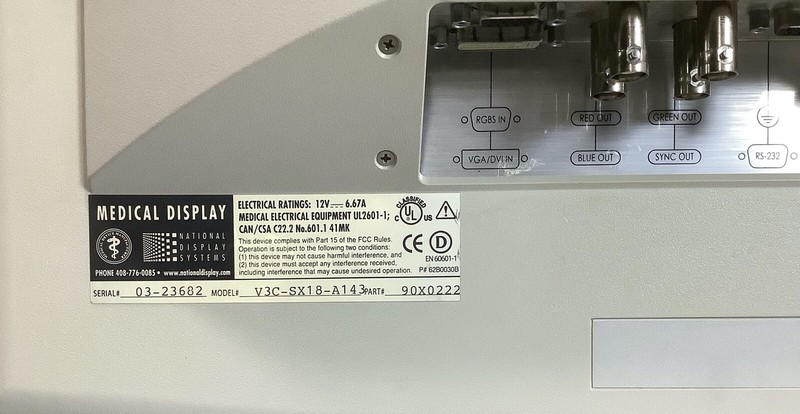 RGBS IN
RED OUT
GREEN OUT
VGA/DVI IN
BLUE OUT
SYNC OUT
RS-232
MEDICAL DISPLAY
NATIONAL
DISPLAY
SYSTEMS
PHONE 408-776-0085 • www.nationaldisplay.com
ELECTRICAL RATINGS: 12V 6.67A
MEDICAL ELECTRICAL EQUIPMENT UL2601-1;
CAN/CSA C22.2 No.601.1 41MK
This device complies with Part 15 of the FCC Rules.
Operation is subject to the following two conditions:
(1) this device may not cause harmful interference, and
(2) this device must accept any interference received,
including interference that may cause undesired operation.
CLASSIFIED
C UL US
CE D
EN 60601-1
P# 62B0030B
SERIAL# 03-23682 MODEL# V3C-SX18-A143 PART# 90X0222